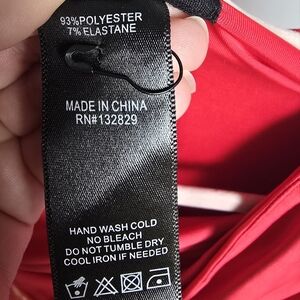 93%POLYESTER
7% ELASTANE
MADE IN CHINA
RN#132829
HAND WASH COLD
NO BLEACH
DO NOT TUMBLE DRY
COOL IRON IF NEEDED